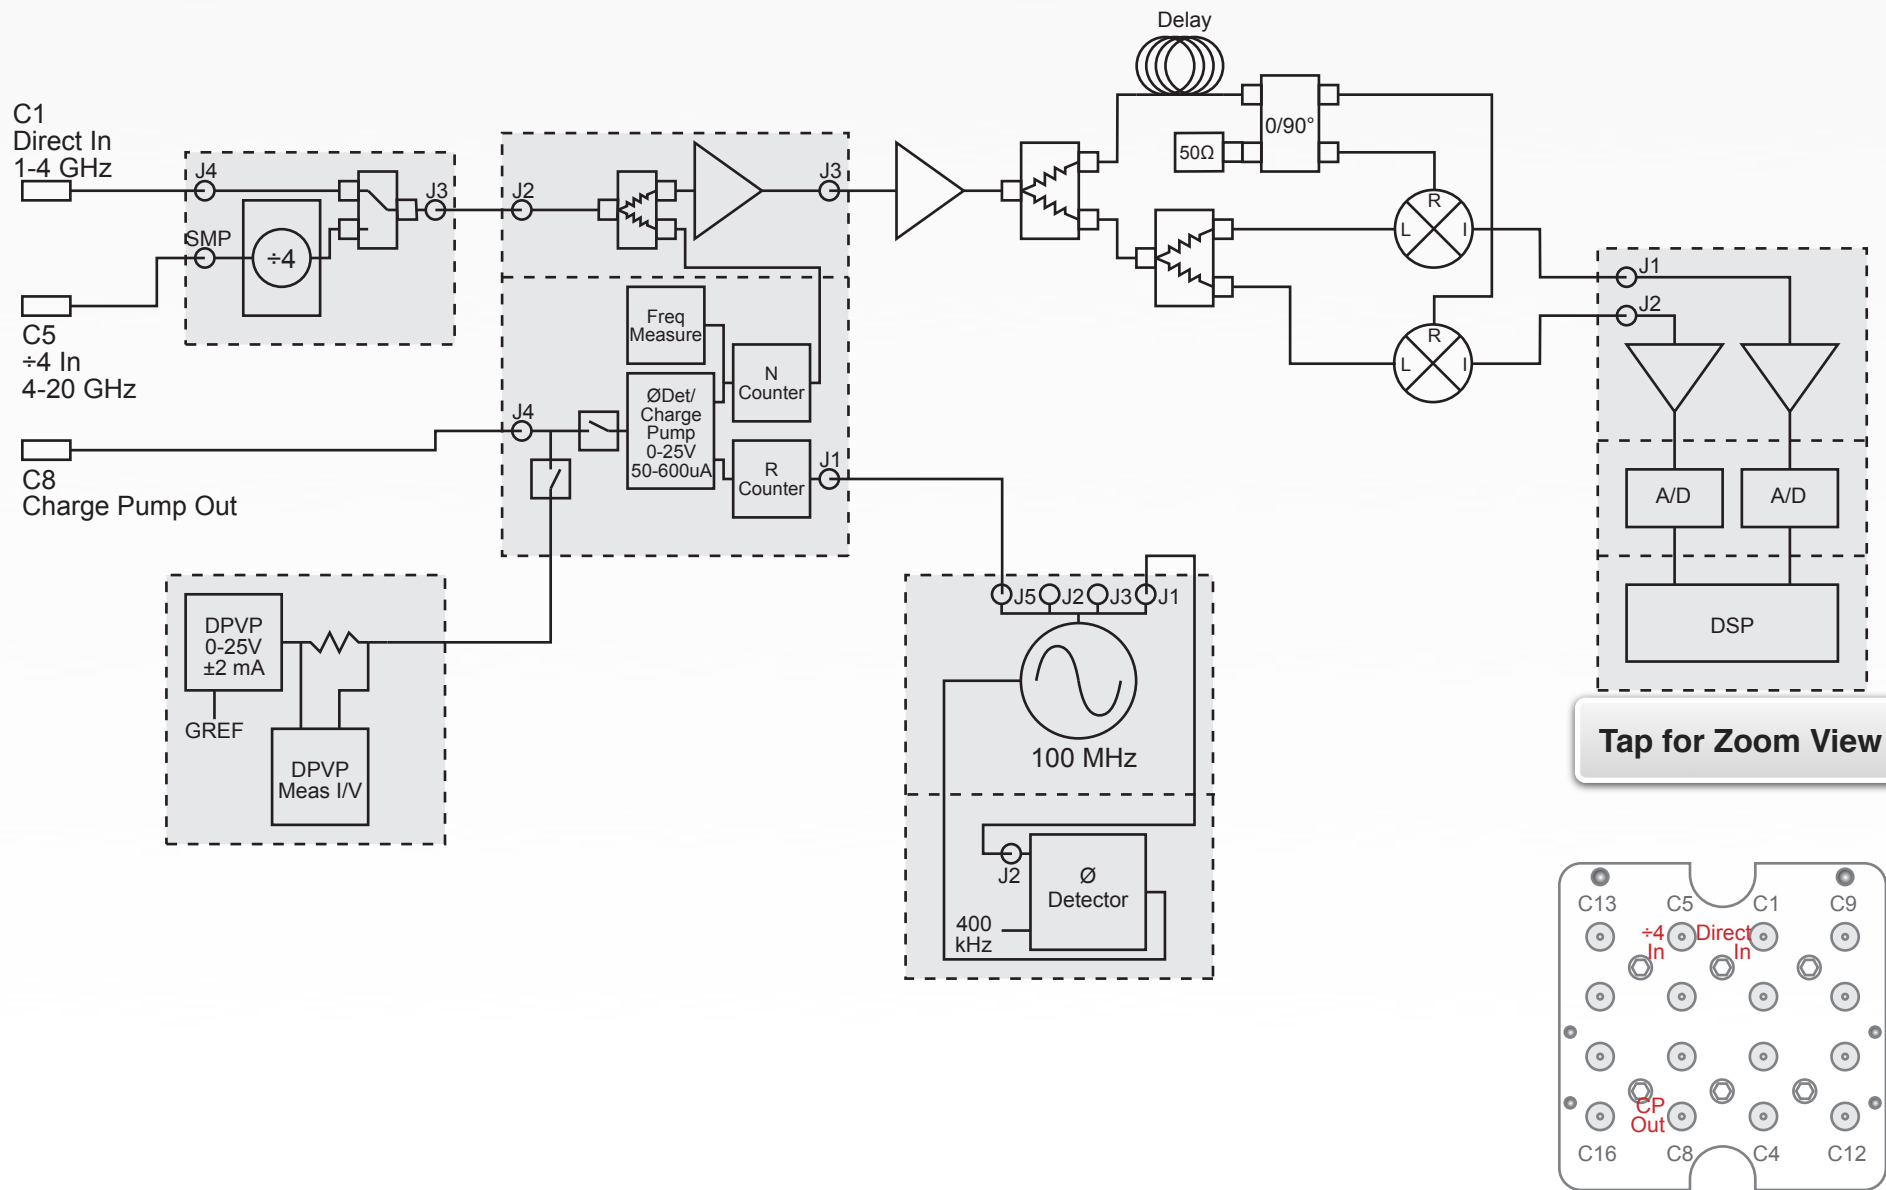 Delay
C1
Direct In
1-4 GHz
J4
J3
SMP
÷4
C5
÷4 In
4-20 GHz
C8
Charge Pump Out
J2
J3
Freq
Measure
N
Counter
ØDet/
Charge
Pump
0-25V
50-600uA
R
Counter
J4
J1
0/90°
50Ω
R
L
I
R
L
I
J1
J2
A/D
A/D
DSP
DPVP
0-25V
±2 mA
GREF
DPVP
Meas I/V
J5
J2
J3
J1
100 MHz
J2
Ø
Detector
400
kHz
Tap for Zoom View
C13
C5
C1
C9
÷4
In
Direct
In
CP
Out
C16
C8
C4
C12